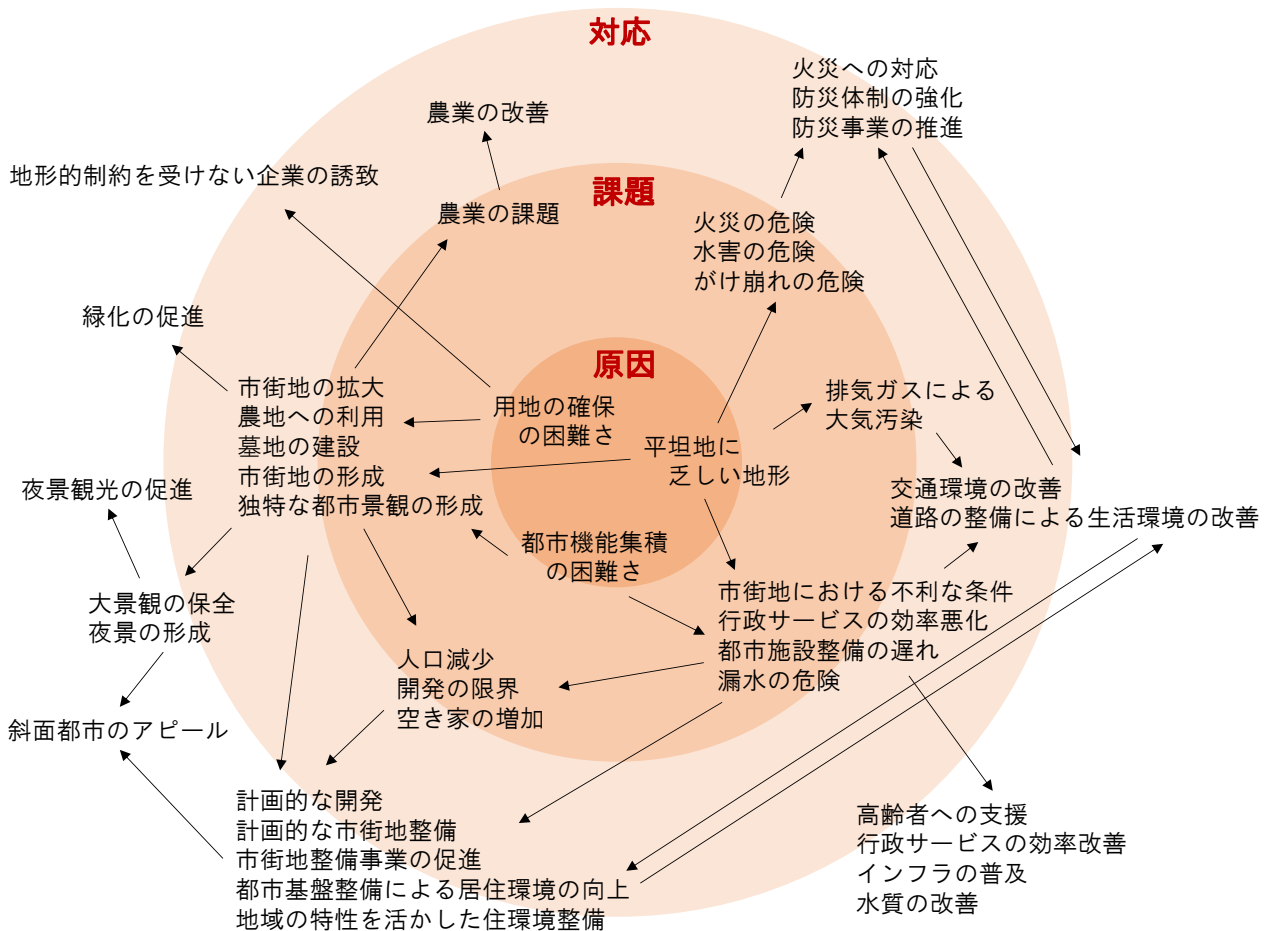 対応
火災への対応
防災体制の強化
防災事業の推進
農業の改善
地形的制約を受けない企業の誘致
課題
農業の課題
火災の危険
水害の危険
がけ崩れの危険
緑化の促進
原因
市街地の拡大
農地への利用
墓地の建設
市街地の形成
独特な都市景観の形成
用地の確保
の困難さ
平坦地に
乏しい地形
排気ガスによる
大気汚染
夜景観光の促進
交通環境の改善
道路の整備による生活環境の改善
都市機能集積
の困難さ
大景観の保全
夜景の形成
市街地における不利な条件
行政サービスの効率悪化
都市施設整備の遅れ
漏水の危険
人口減少
開発の限界
空き家の増加
斜面都市のアピール
計画的な開発
計画的な市街地整備
市街地整備事業の促進
都市基盤整備による居住環境の向上
地域の特性を活かした住環境整備
高齢者への支援
行政サービスの効率改善
インフラの普及
水質の改善